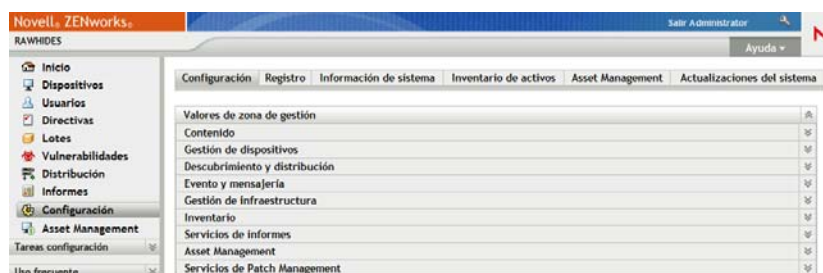 Novell® ZENworks®
Salir Administrator
RAWHIDES
Ayuda
Inicio
Dispositivos
Usuarios
Directivas
Lotes
Vulnerabilidades
Distribución
Informes
Configuración
Asset Management
Tareas configuración
Uso frecuente
Configuración Registro Información de sistema Inventario de activos Asset Management Actualizaciones del sistema
Valores de zona de gestión
Contenido
Gestión de dispositivos
Descubrimiento y distribución
Evento y mensajería
Gestión de infraestructura
Inventario
Servicios de informes
Asset Management
Servicios de Patch Management